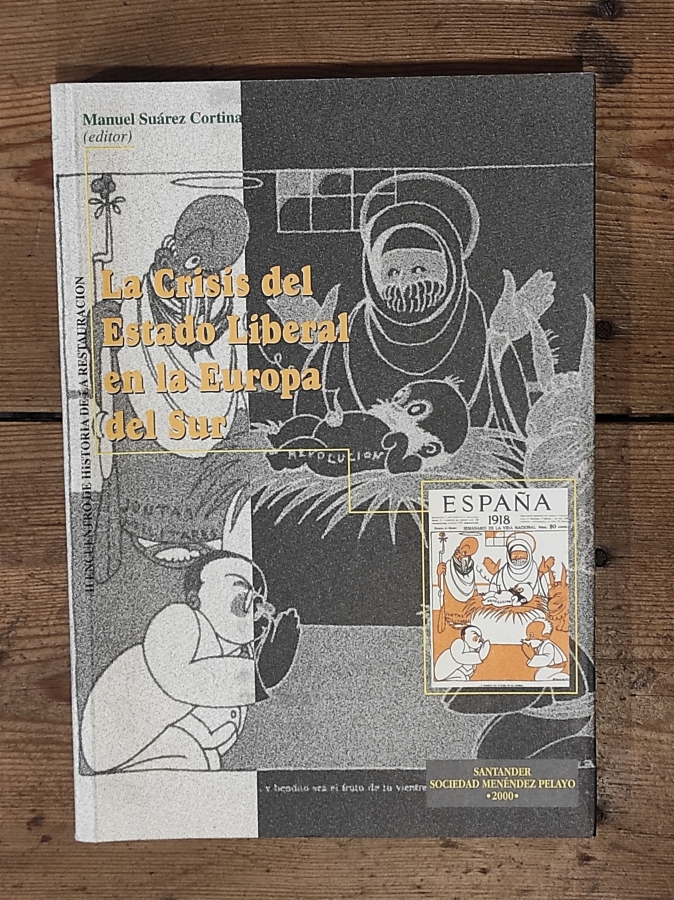 Manuel Suárez Cortina
(editor)
La Crisis del
Estado Liberal
en la Europa
del Sur
II ENCUENTRO DE HISTORIA DE LA RESTAURACION
REVOLUCION
JUNTAS
ESPAÑA
1918
SEMANARIO DE LA VIDA NACIONAL
y bendito sea el fruto de tu vientre
SANTANDER
SOCIEDAD MENÉNDEZ PELAYO
•2000•